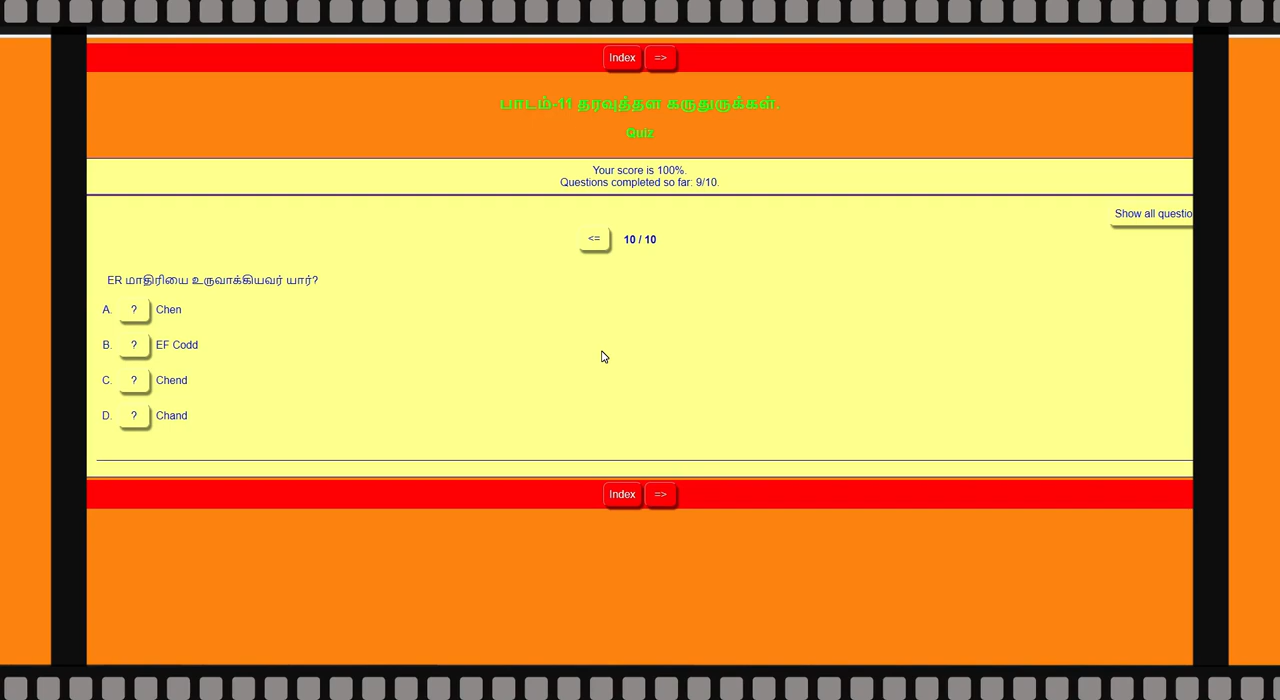 Index =>
பாடம்-11 தரவுத்தள கருதுருக்கள்.
Quiz
Your score is 100%.
Questions completed so far: 9/10.
Show all questio
<= 10 / 10
ER மாதிரியை உருவாக்கியவர் யார்?
A. ? Chen
B. ? EF Codd
C. ? Chend
D. ? Chand
Index =>